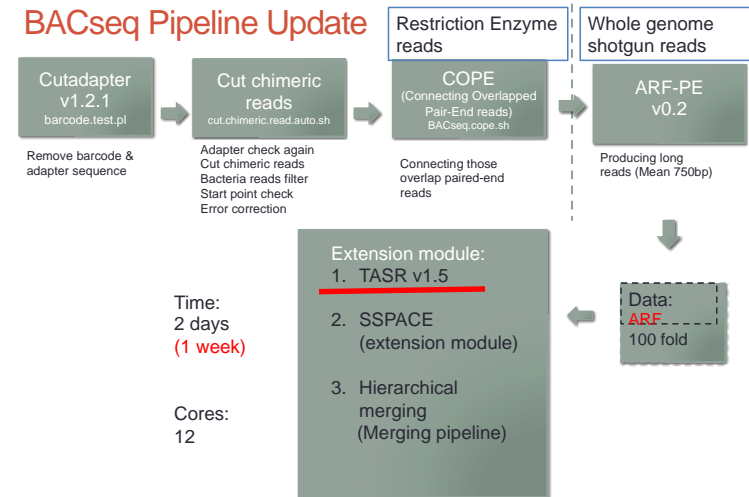 BACseq Pipeline Update
Restriction Enzyme
reads
Whole genome
shotgun reads
Cutadapter
v1.2.1
barcode.test.pl
Cut chimeric
reads
cut.chimeric.read.auto.sh
COPE
(Connecting Overlapped
Pair-End reads)
BACseq.cope.sh
ARF-PE
v0.2
Remove barcode &
adapter sequence
Adapter check again
Cut chimeric reads
Bacteria reads filter
Start point check
Error correction
Connecting those
overlap paired-end
reads
Producing long
reads (Mean 750bp)
Extension module:
1. TASR v1.5
2. SSPACE
(extension module)
3. Hierarchical
merging
(Merging pipeline)
Time:
2 days
(1 week)
Cores:
12
Data:
ARF
100 fold